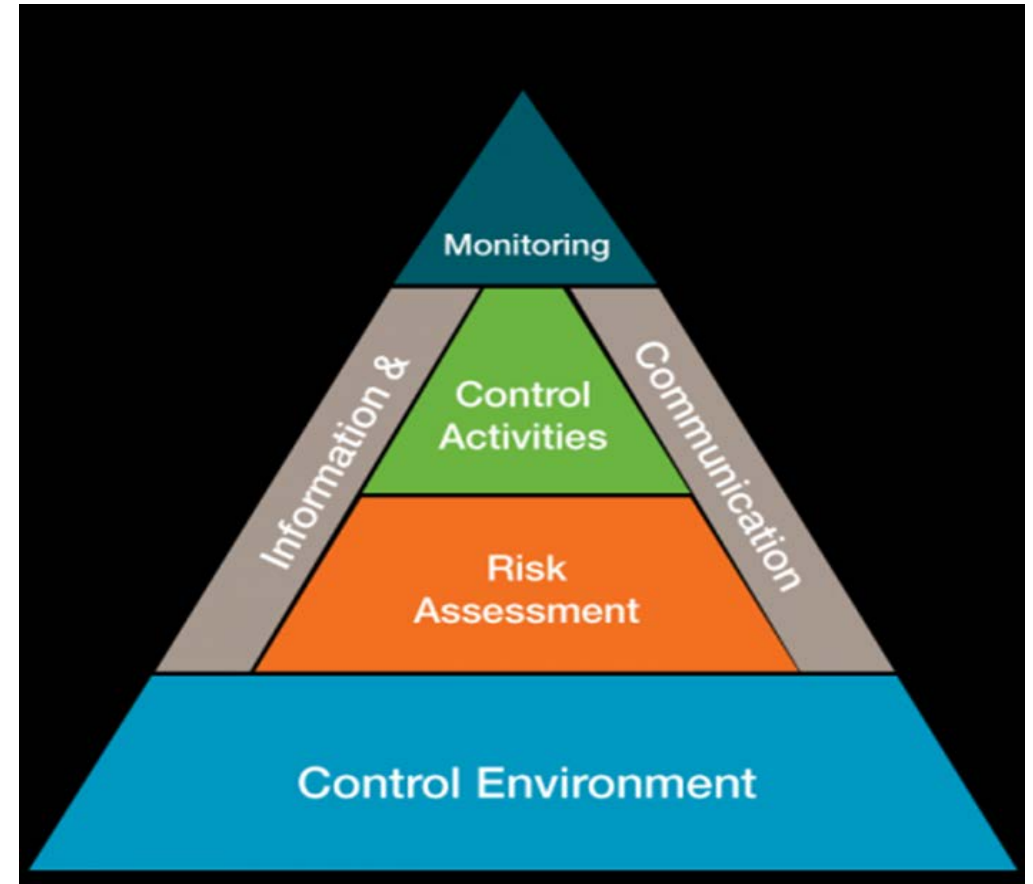 Monitoring
Information &
Communication
Control
Activities
Risk
Assessment
Control Environment